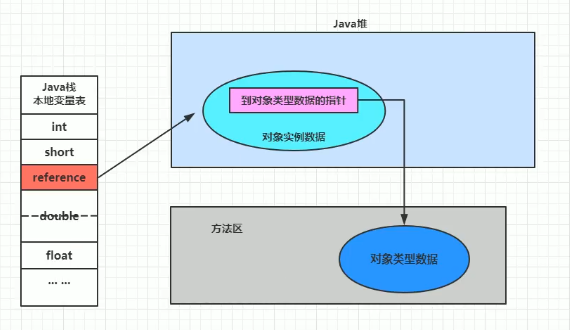 Java堆
Java栈
本地变量表
int
short
reference
double
float
... ...
到对象类型数据的指针
对象实例数据
方法区
对象类型数据